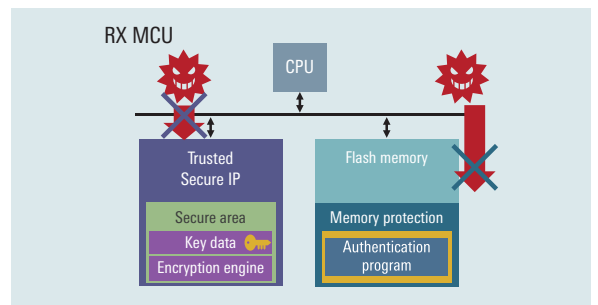 RX MCU
CPU
Trusted
Secure IP
Secure area
Key data
Encryption engine
Flash memory
Memory protection
Authentication
program